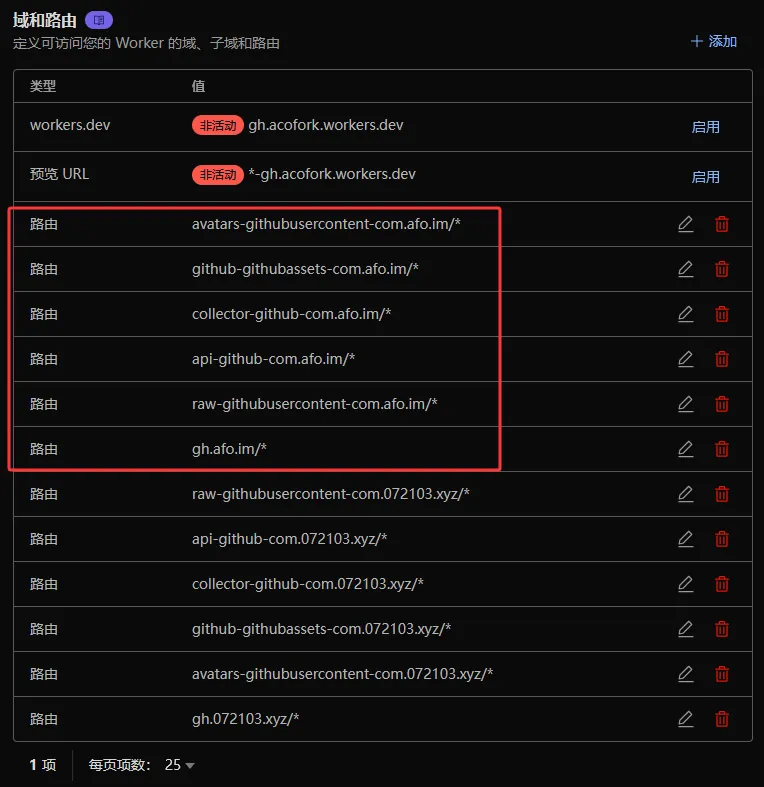 域和路由
定义可访问您的 Worker 的域、子域和路由
添加
类型 值
workers.dev 非活动 gh.acofork.workers.dev 启用
预览 URL 非活动 *-gh.acofork.workers.dev 启用
路由 avatars-githubusercontent-com.afo.im/*
路由 github-githubassets-com.afo.im/*
路由 collector-github-com.afo.im/*
路由 api-github-com.afo.im/*
路由 raw-githubusercontent-com.afo.im/*
路由 gh.afo.im/*
路由 raw-githubusercontent-com.072103.xyz/*
路由 api-github-com.072103.xyz/*
路由 collector-github-com.072103.xyz/*
路由 github-githubassets-com.072103.xyz/*
路由 avatars-githubusercontent-com.072103.xyz/*
路由 gh.072103.xyz/*
1 项 每页项数： 25